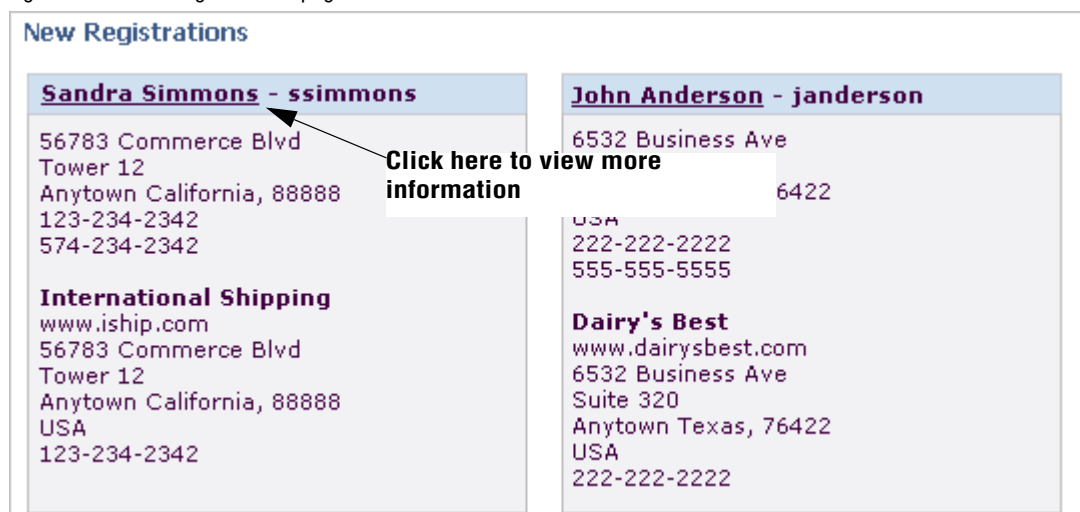 New Registrations
Sandra Simmons - ssimmons
56783 Commerce Blvd
Tower 12
Anytown California, 88888
123-234-2342
574-234-2342
International Shipping
www.iship.com
56783 Commerce Blvd
Tower 12
Anytown California, 88888
USA
123-234-2342
Click here to view more
information
John Anderson - janderson
6532 Business Ave
6422
USA
222-222-2222
555-555-5555
Dairy's Best
www.dairysbest.com
6532 Business Ave
Suite 320
Anytown Texas, 76422
USA
222-222-2222